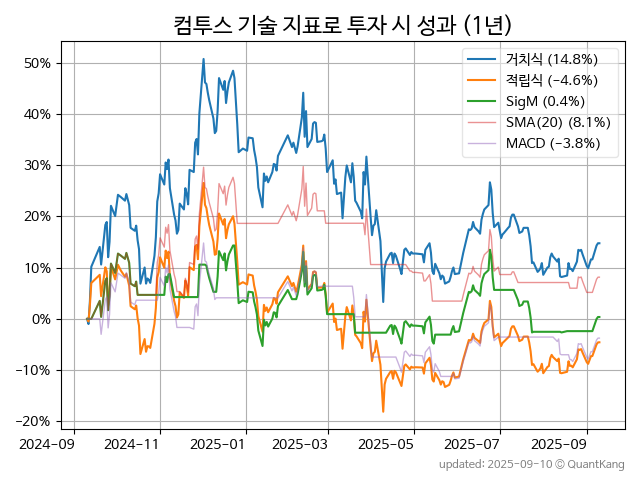 컴투스 기술 지표로 투자 시 성과 (1년)
거치식 (14.8%)
적립식 (−4.6%)
SigM (0.4%)
SMA(20) (8.1%)
MACD (−3.8%)
50%
40%
30%
20%
10%
0%
−10%
−20%
2024-09 2024-11 2025-01 2025-03 2025-05 2025-07 2025-09
updated: 2025-09-10 © QuantKang